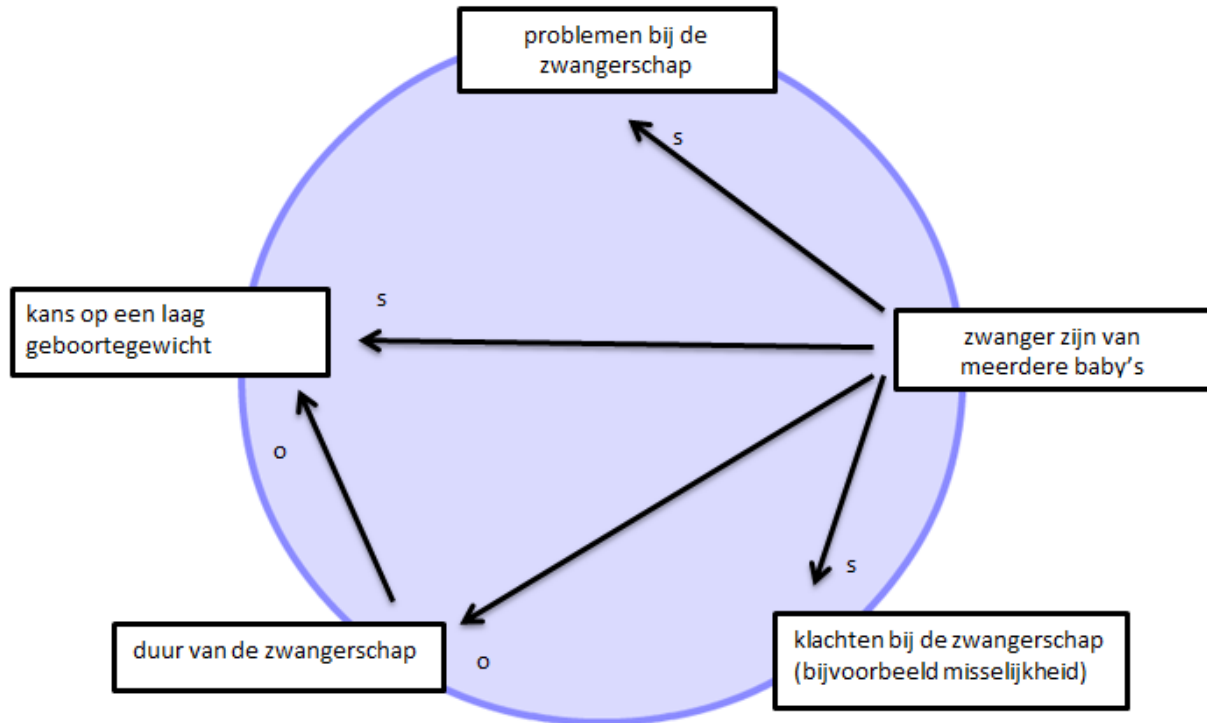 problemen bij de
zwangerschap
s
s
kans op een laag
geboortegewicht
zwanger zijn van
meerdere baby's
o
s
duur van de zwangerschap
o
klachten bij de zwangerschap
(bijvoorbeeld misselijkheid)